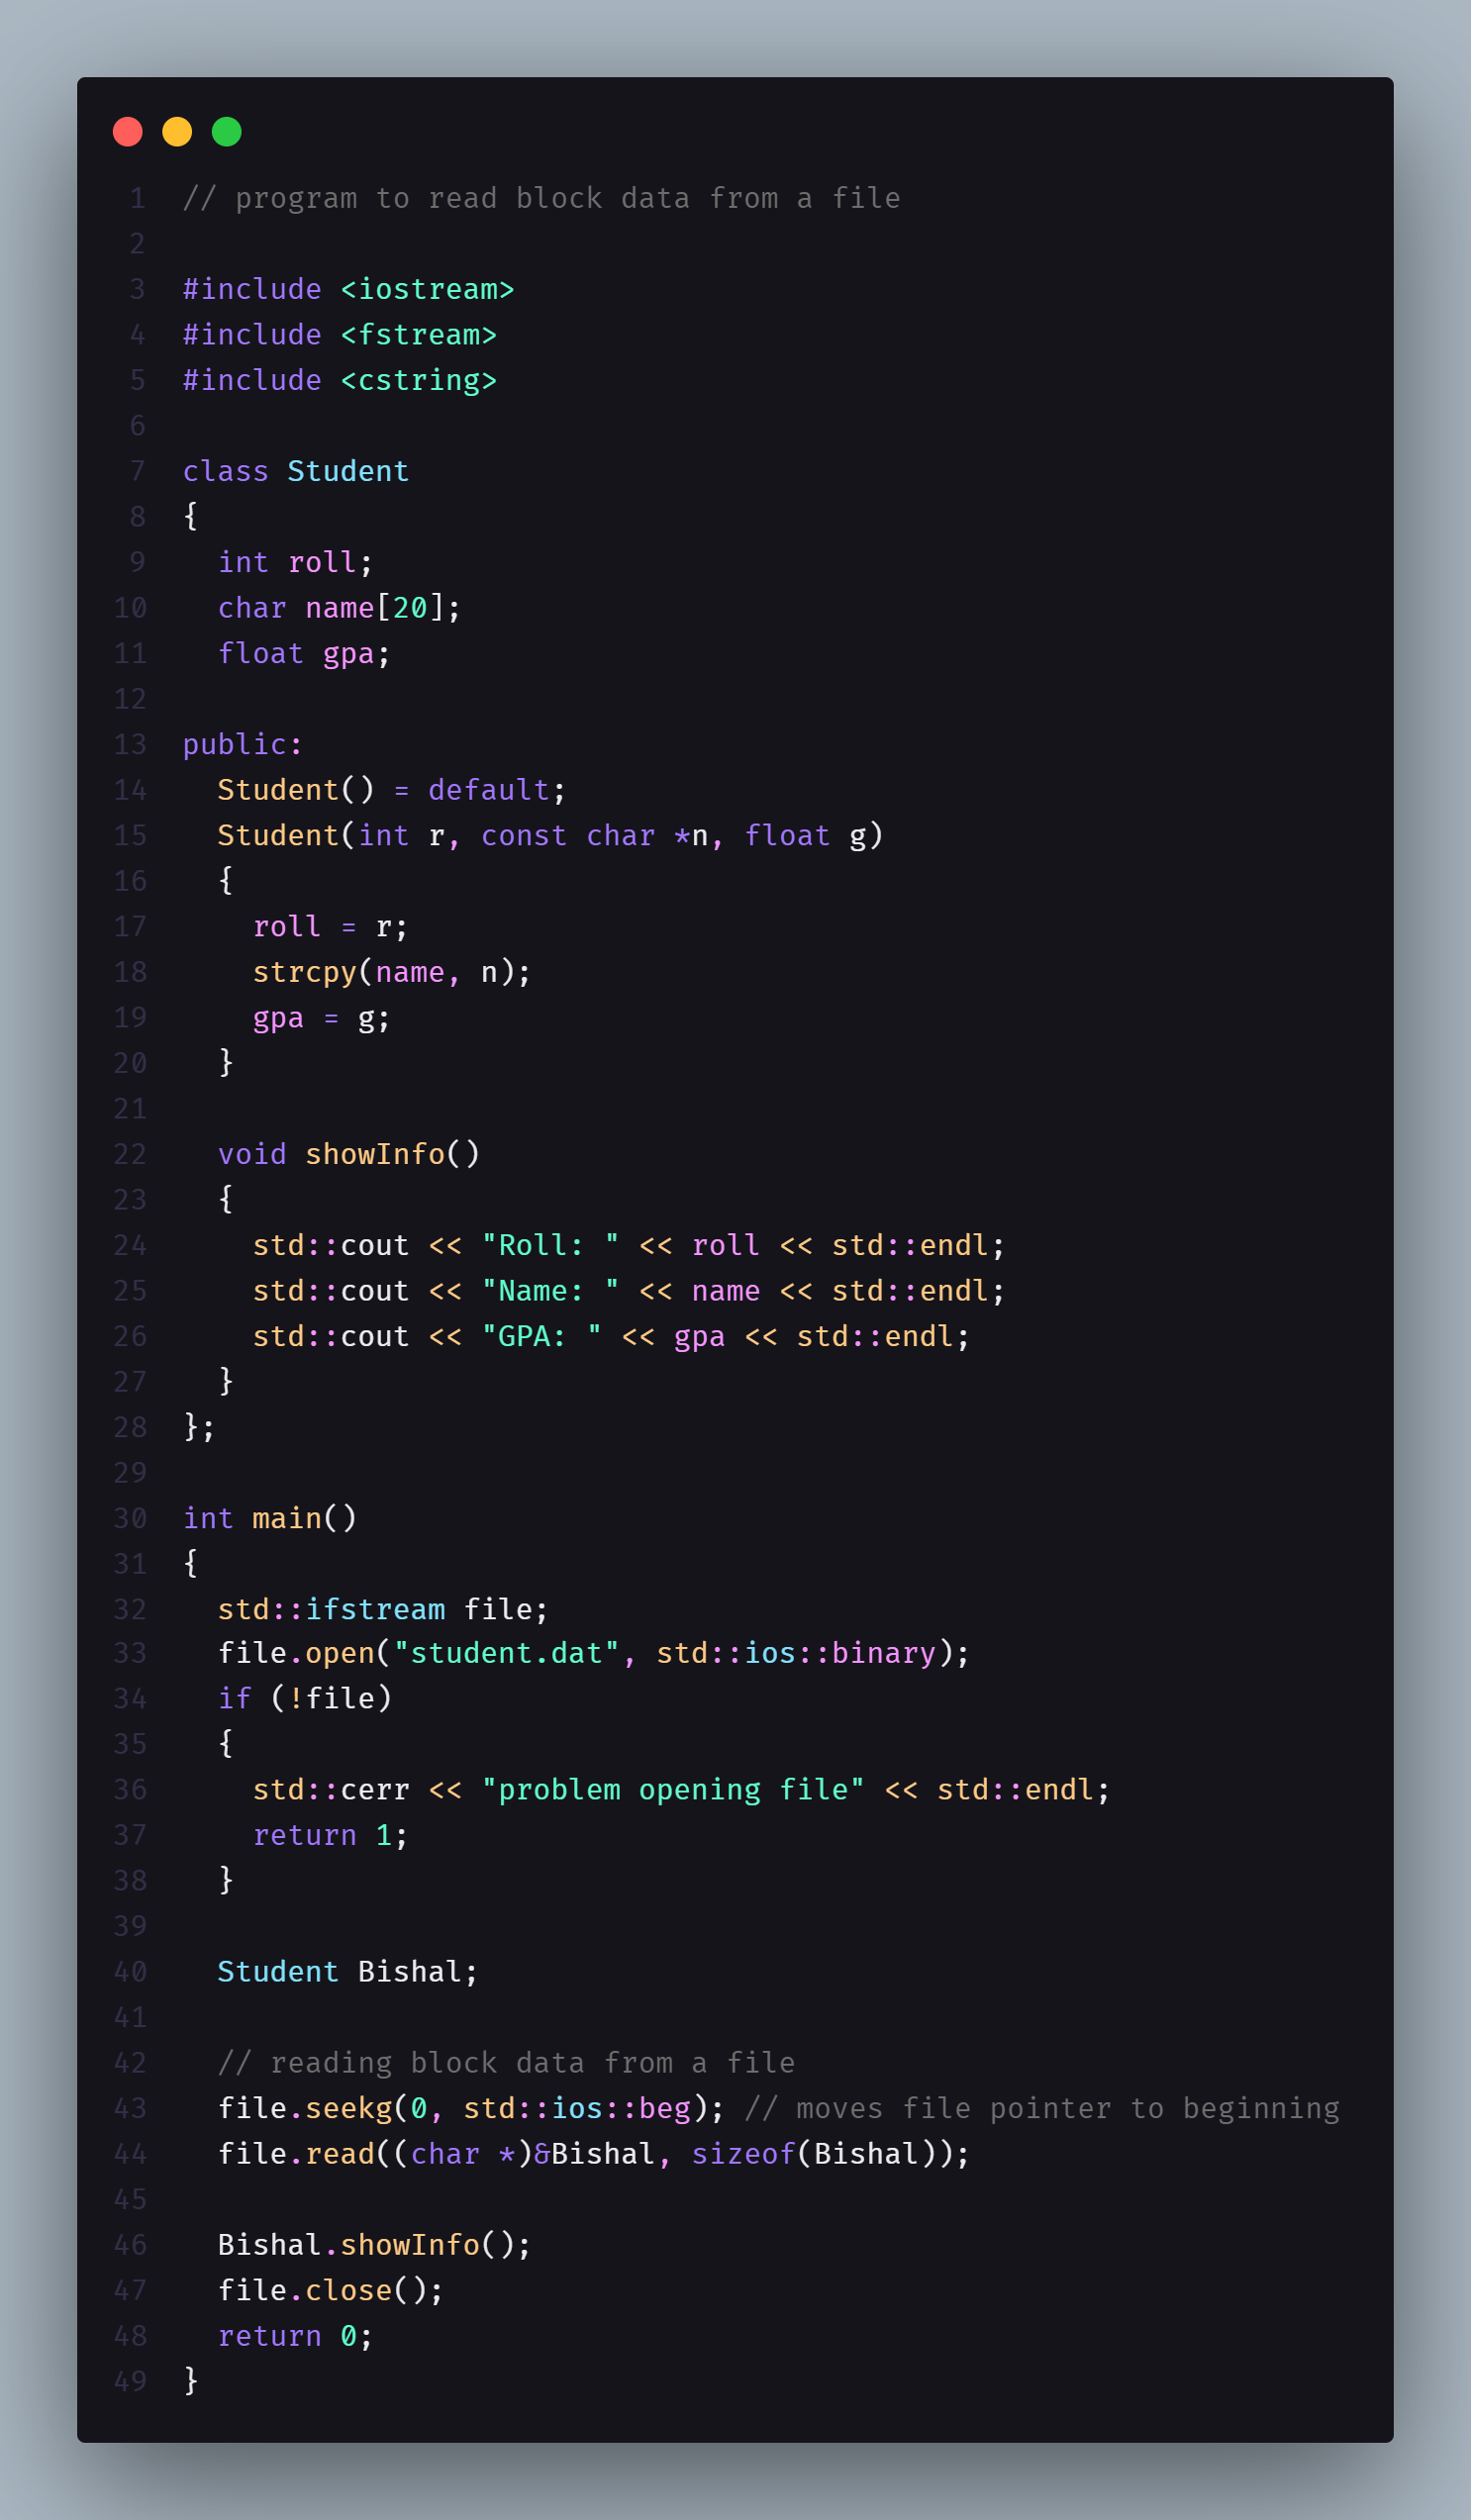 1 // program to read block data from a file
2
3 #include <iostream>
4 #include <fstream>
5 #include <cstring>
6
7 class Student
8 {
9   int roll;
10   char name[20];
11   float gpa;
12
13 public:
14   Student() = default;
15   Student(int r, const char *n, float g)
16   {
17     roll = r;
18     strcpy(name, n);
19     gpa = g;
20   }
21
22   void showInfo()
23   {
24     std::cout << "Roll: " << roll << std::endl;
25     std::cout << "Name: " << name << std::endl;
26     std::cout << "GPA: " << gpa << std::endl;
27   }
28 };
29
30 int main()
31 {
32   std::ifstream file;
33   file.open("student.dat", std::ios::binary);
34   if (!file)
35   {
36     std::cerr << "problem opening file" << std::endl;
37     return 1;
38   }
39
40   Student Bishal;
41
42   // reading block data from a file
43   file.seekg(0, std::ios::beg); // moves file pointer to beginning
44   file.read((char *)&Bishal, sizeof(Bishal));
45
46   Bishal.showInfo();
47   file.close();
48   return 0;
49 }